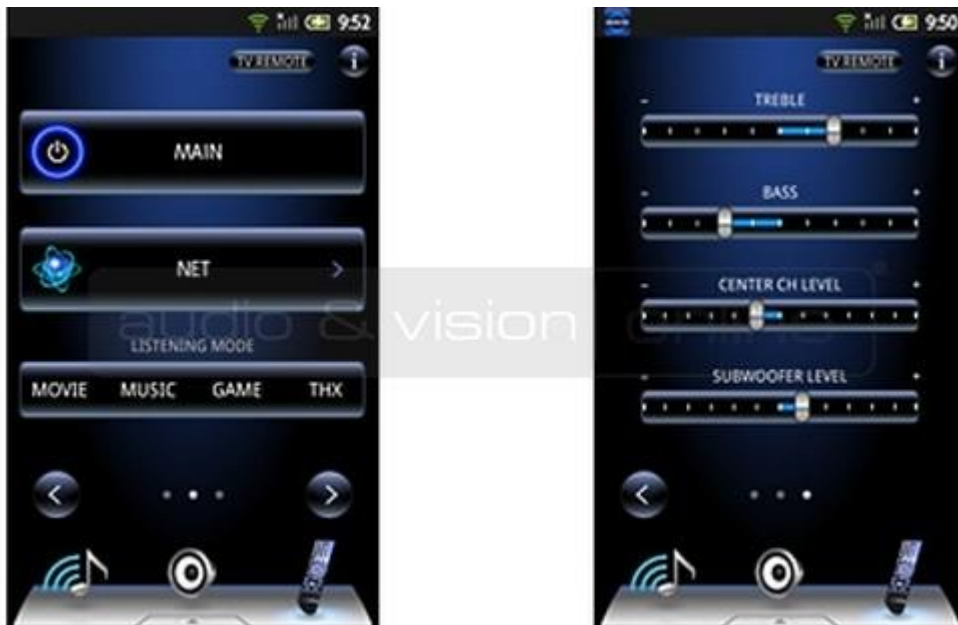 9:52
TV REMOTE
MAIN
NET
LISTENING MODE
MOVIE MUSIC GAME THX
9:50
TV REMOTE
TREBLE
- +
BASS
- +
CENTER CH LEVEL
- +
SUBWOOFER LEVEL
- +
audio & vision online